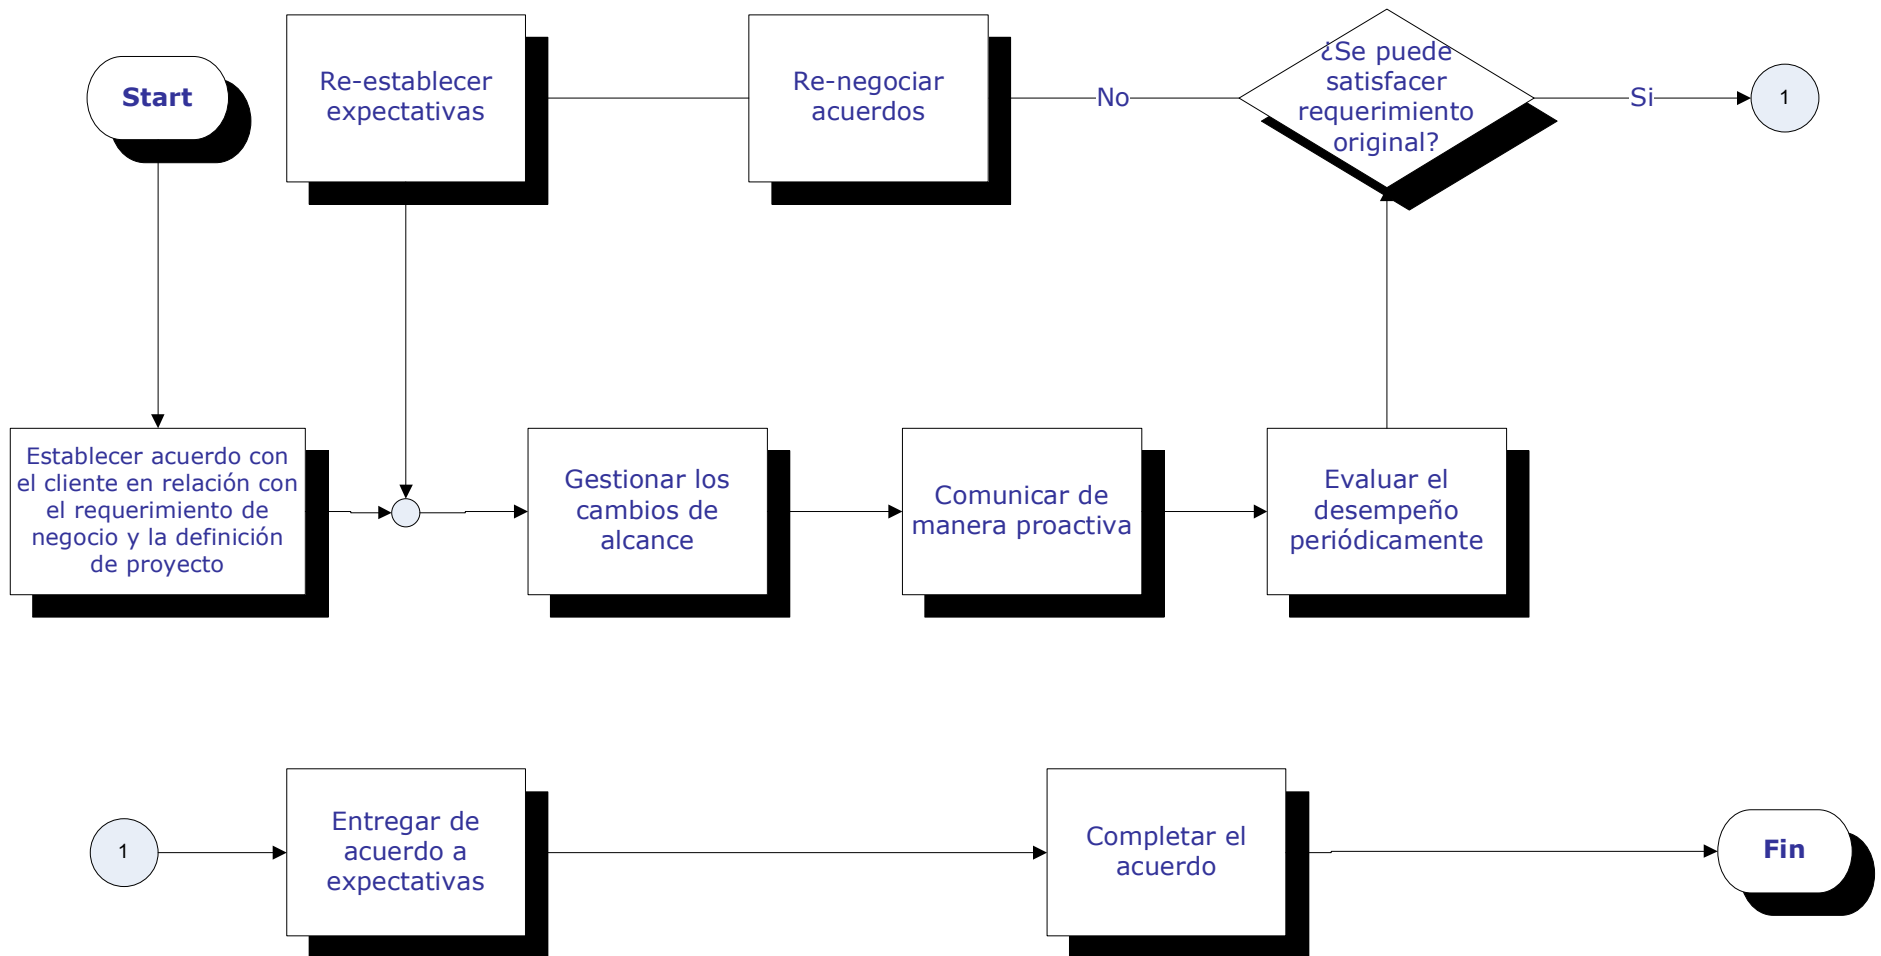 Start
Re-establecer
expectativas
Re-negociar
acuerdos
No
¿Se puede
satisfacer
requerimiento
original?
Si
1
Establecer acuerdo con
el cliente en relación con
el requerimiento de
negocio y la definición
de proyecto
Gestionar los
cambios de
alcance
Comunicar de
manera proactiva
Evaluar el
desempeño
periódicamente
1
Entregar de
acuerdo a
expectativas
Completar el
acuerdo
Fin